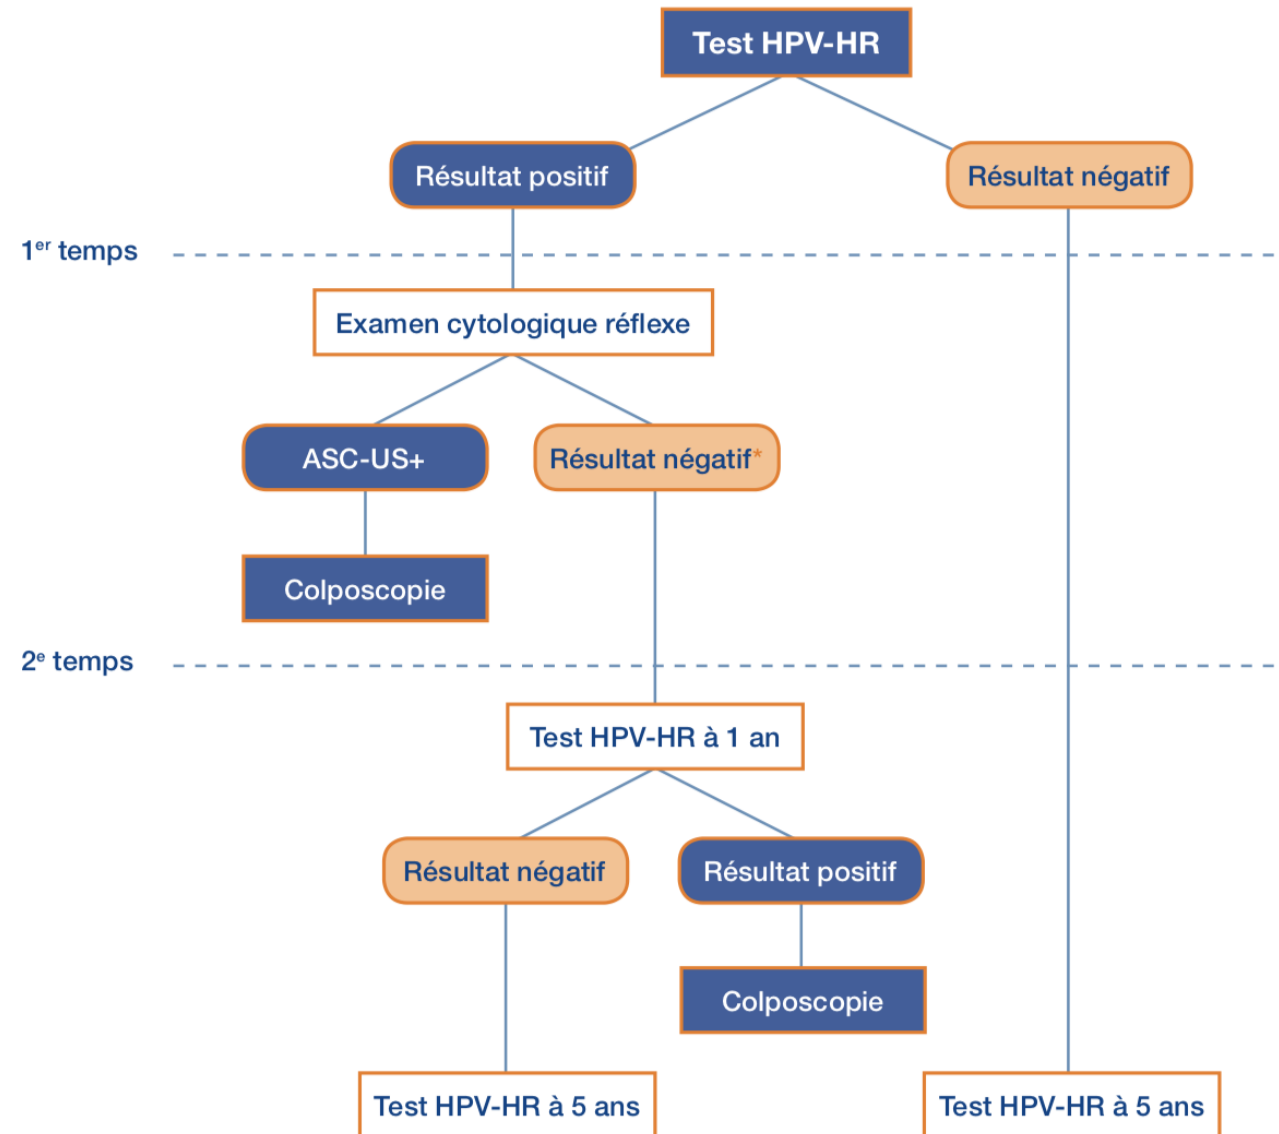 Test HPV-HR
Résultat positif
Résultat négatif
1er temps
Examen cytologique réflexe
ASC-US+
Résultat négatif*
Colposcopie
2e temps
Test HPV-HR à 1 an
Résultat négatif
Résultat positif
Colposcopie
Test HPV-HR à 5 ans
Test HPV-HR à 5 ans